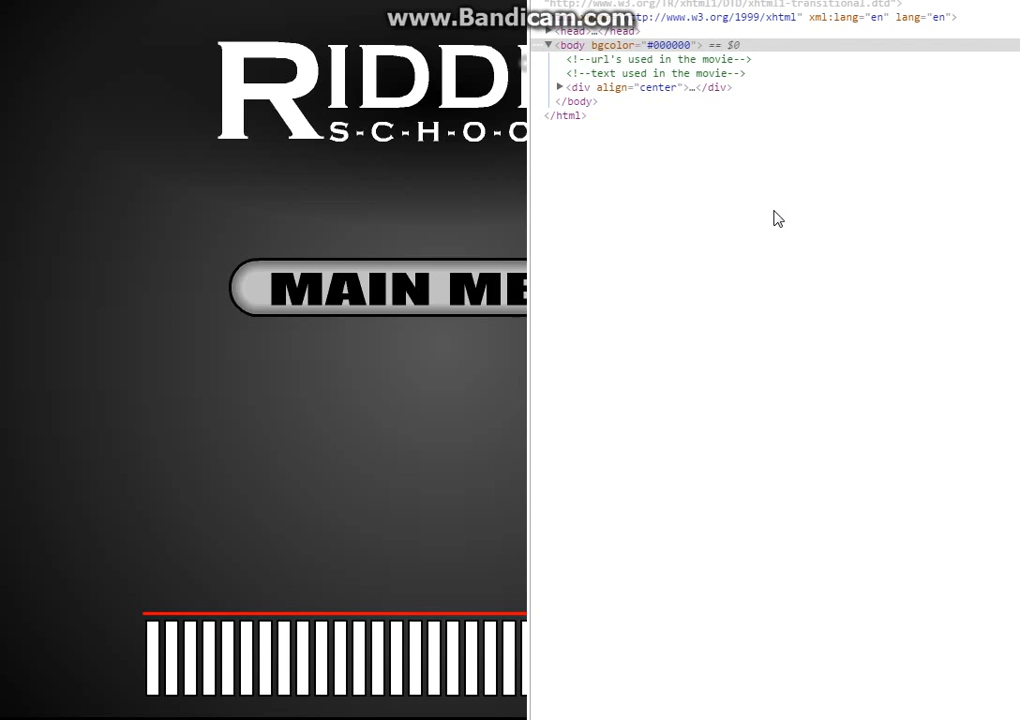 www.Bandicam.com
RIDD
S-C-H-O-O
MAIN ME
"http://www.w3.org/TR/xhtml1/DTD/xhtml1-transitional.dtd">
http://www.w3.org/1999/xhtml" xml:lang="en" lang="en">
<head>…</head>
<body bgcolor="#000000"> == $0
<!--url's used in the movie-->
<!--text used in the movie-->
<div align="center">…</div>
</body>
</html>